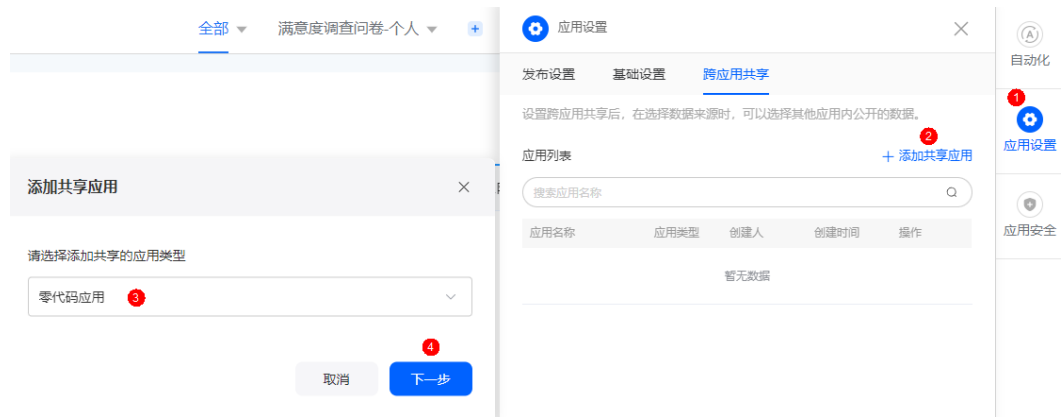 全部
满意度调查问卷-个人
应用设置
自动化
发布设置 基础设置 跨应用共享
设置跨应用共享后，在选择数据来源时，可以选择其他应用内公开的数据。
1
应用设置
2
应用列表
+ 添加共享应用
搜索应用名称
应用名称 应用类型 创建人 创建时间 操作
暂无数据
应用安全
添加共享应用
请选择添加共享的应用类型
零代码应用 3
4
取消 下一步